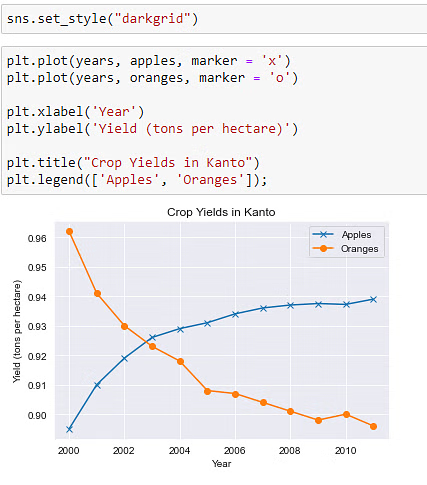 sns.set_style("darkgrid")
plt.plot(years, apples, marker = 'x')
plt.plot(years, oranges, marker = 'o')
plt.xlabel('Year')
plt.ylabel('Yield (tons per hectare)')
plt.title("Crop Yields in Kanto")
plt.legend(['Apples', 'Oranges']);
Crop Yields in Kanto
Apples
Oranges
0.96
0.95
0.94
0.93
0.92
0.91
0.90
Yield (tons per hectare)
2000 2002 2004 2006 2008 2010
Year